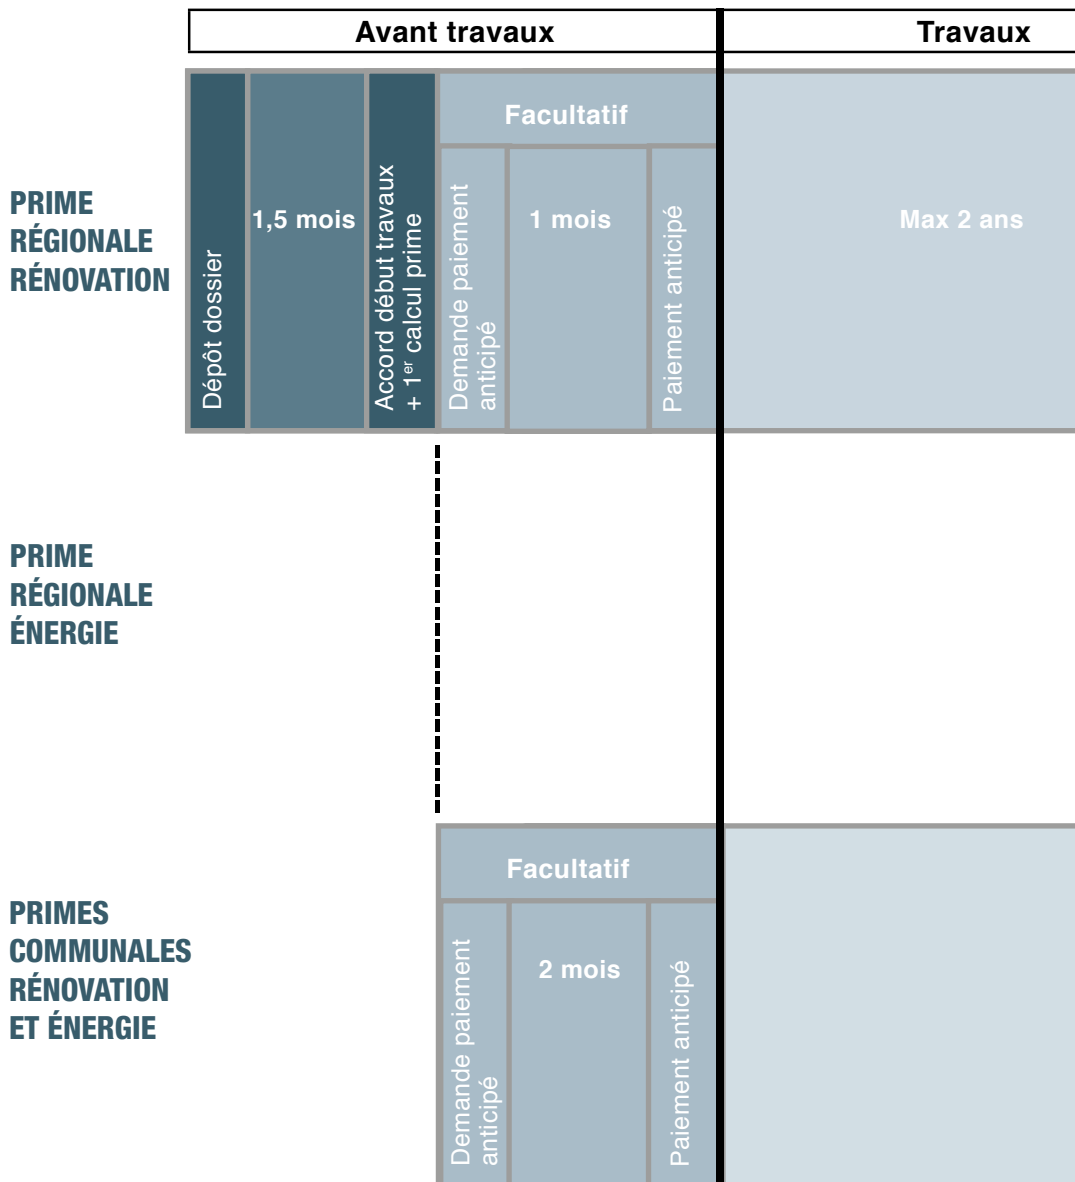 Avant travaux
Travaux
PRIME
RÉGIONALE
RÉNOVATION
Dépôt dossier
1,5 mois
Accord début travaux
+ 1er calcul prime
Facultatif
Demande paiement
anticipé
1 mois
Paiement anticipé
Max 2 ans
PRIME
RÉGIONALE
ÉNERGIE
PRIMES
COMMUNALES
RÉNOVATION
ET ÉNERGIE
Facultatif
Demande paiement
anticipé
2 mois
Paiement anticipé